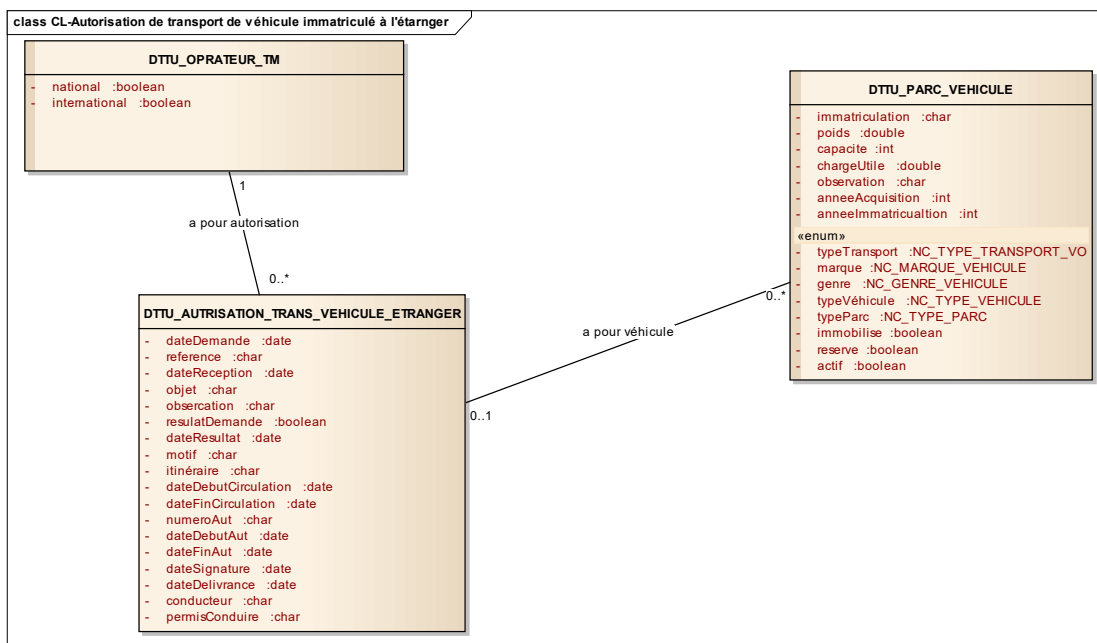 class CL-Autorisation de transport de véhicule immatriculé à l'étarnger
DTTU_OPRATEUR_TM
- national :boolean
- international :boolean
1
a pour autorisation
0..*
DTTU_AUTRISATION_TRANS_VEHICULE_ETRANGER
- dateDemande :date
- reference :char
- dateReception :date
- objet :char
- obsercation :char
- resulatDemande :boolean
- dateResultat :date
- motif :char
- itinéraire :char
- dateDebutCirculation :date
- dateFinCirculation :date
- numeroAut :char
- dateDebutAut :date
- dateFinAut :date
- dateSignature :date
- dateDelivrance :date
- conducteur :char
- permisConduire :char
0..1
a pour véhicule
0..*
DTTU_PARC_VEHICULE
- immatriculation :char
- poids :double
- capacite :int
- chargeUtile :double
- observation :char
- anneeAcquisition :int
- anneeImmatricualtion :int
«enum»
- typeTransport :NC_TYPE_TRANSPORT_VO
- marque :NC_MARQUE_VEHICULE
- genre :NC_GENRE_VEHICULE
- typeVéhicule :NC_TYPE_VEHICULE
- typeParc :NC_TYPE_PARC
- immobilise :boolean
- reserve :boolean
- actif :boolean